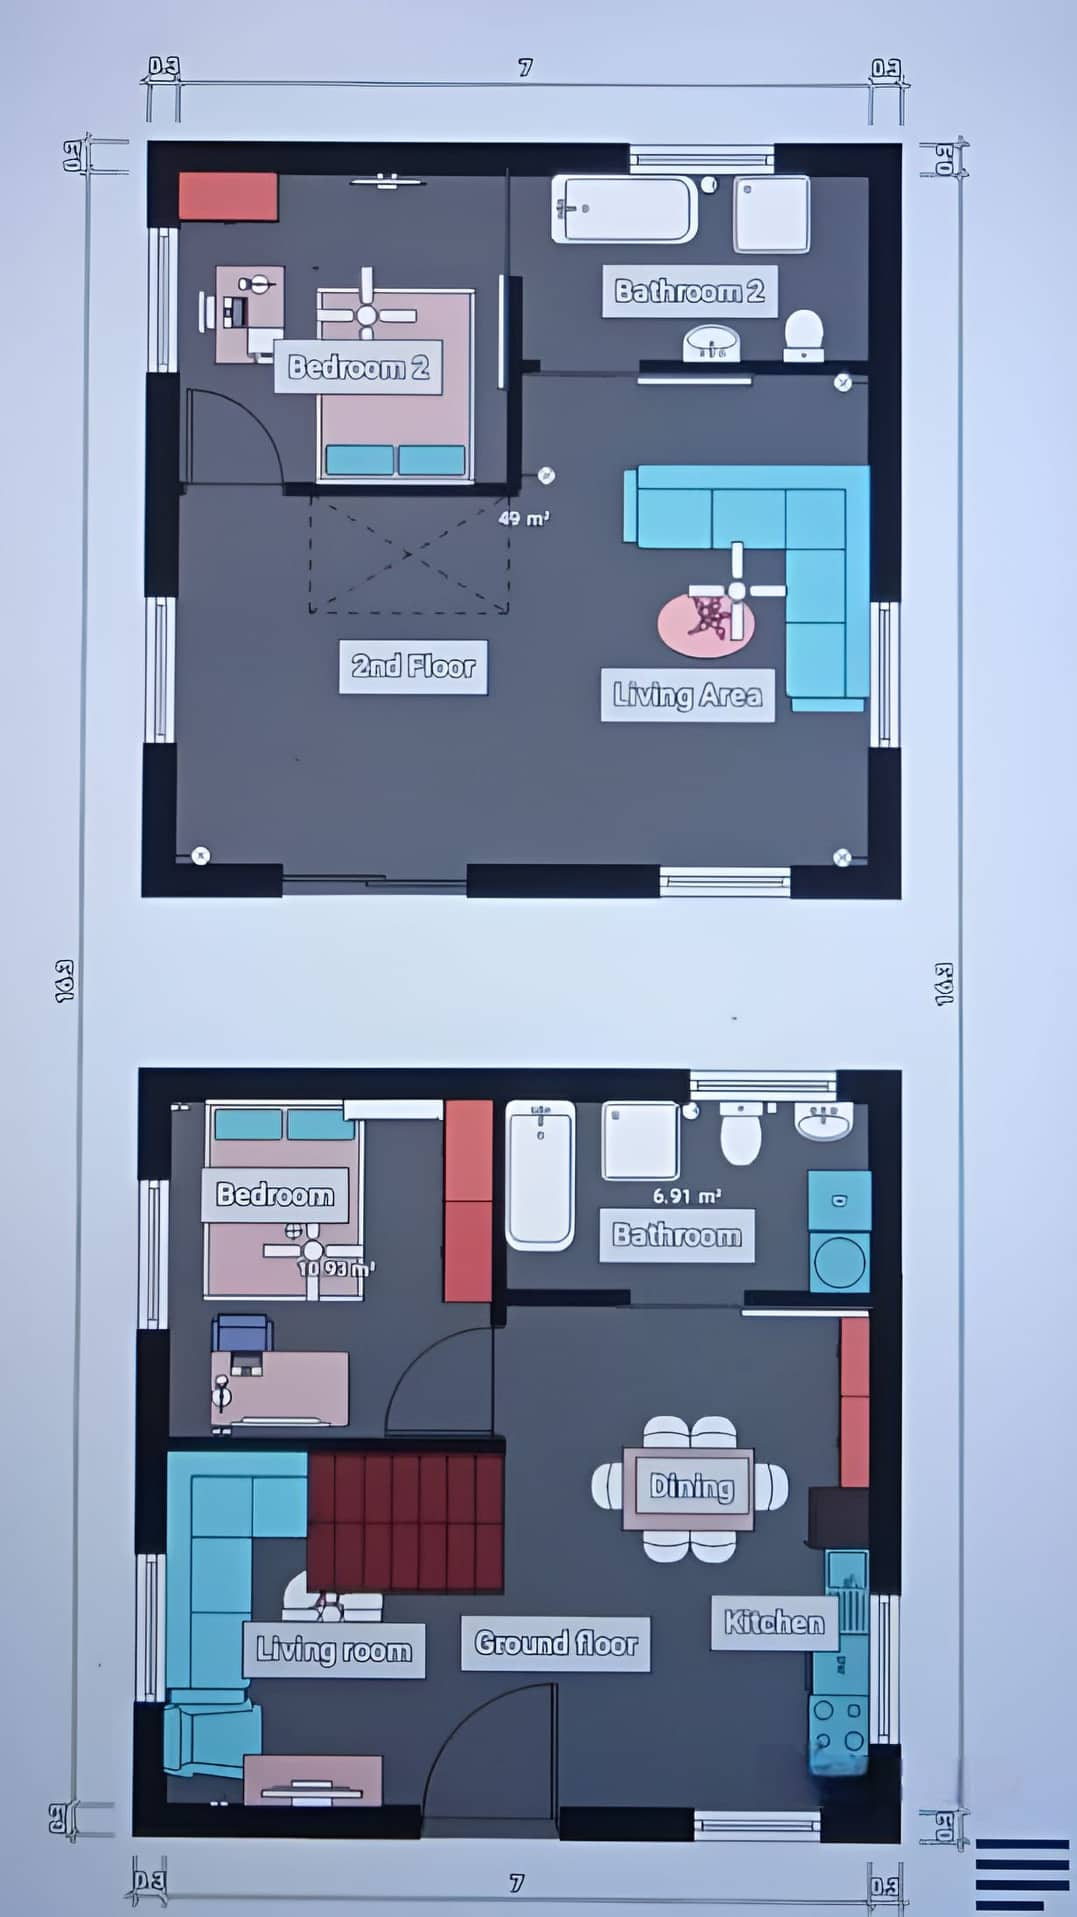 0.3
7
0.3
0.3
0.3
Bathroom 2
Bedroom 2
49 m²
2nd Floor
Living Area
16.3
16.3
6.91 m²
Bedroom
Bathroom
10.93 m²
Dining
Kitchen
Living room
Ground floor
0.3
0.3
0.3
7
0.3